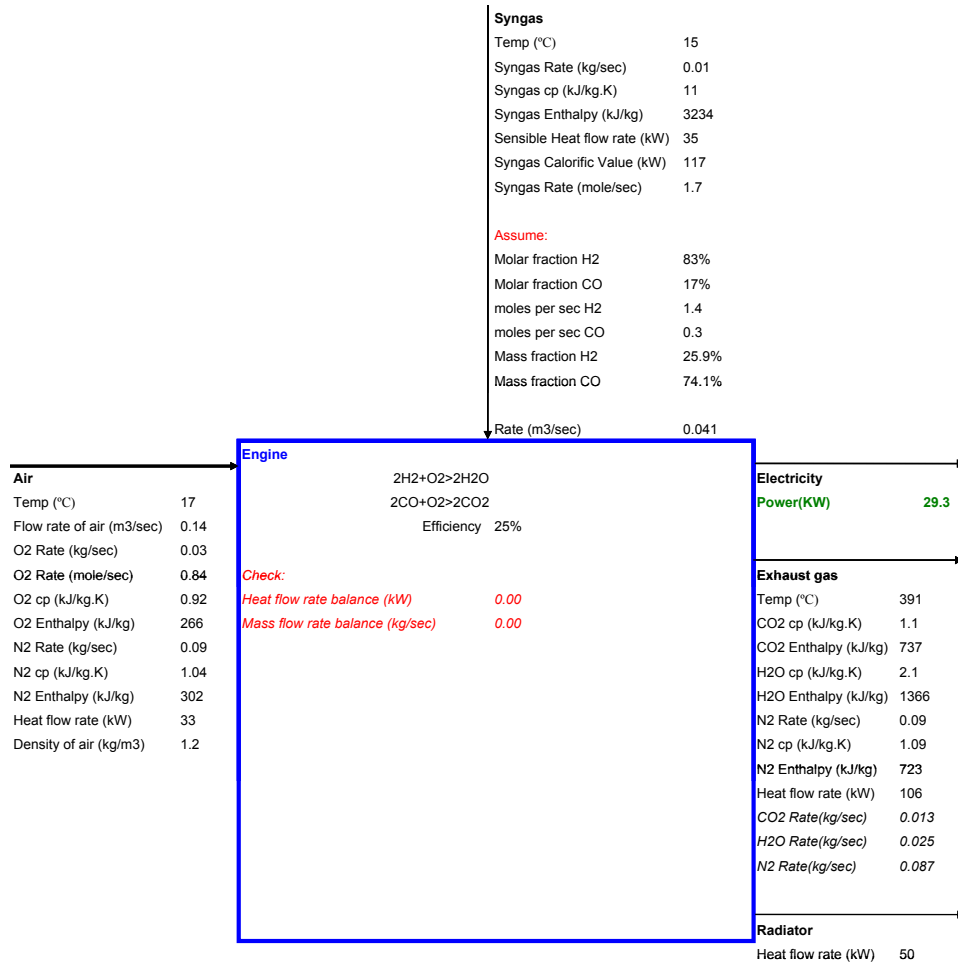 Syngas
Temp (℃) 15
Syngas Rate (kg/sec) 0.01
Syngas cp (kJ/kg.K) 11
Syngas Enthalpy (kJ/kg) 3234
Sensible Heat flow rate (kW) 35
Syngas Calorific Value (kW) 117
Syngas Rate (mole/sec) 1.7
Assume:
Molar fraction H2 83%
Molar fraction CO 17%
moles per sec H2 1.4
moles per sec CO 0.3
Mass fraction H2 25.9%
Mass fraction CO 74.1%
Rate (m3/sec) 0.041
Air
Temp (℃) 17
Flow rate of air (m3/sec) 0.14
O2 Rate (kg/sec) 0.03
O2 Rate (mole/sec) 0.84
O2 cp (kJ/kg.K) 0.92
O2 Enthalpy (kJ/kg) 266
N2 Rate (kg/sec) 0.09
N2 cp (kJ/kg.K) 1.04
N2 Enthalpy (kJ/kg) 302
Heat flow rate (kW) 33
Density of air (kg/m3) 1.2
Engine
2H2+O2>2H2O
2CO+O2>2CO2
Efficiency 25%
Check:
Heat flow rate balance (kW) 0.00
Mass flow rate balance (kg/sec) 0.00
Electricity
Power(KW) 29.3
Exhaust gas
Temp (℃) 391
CO2 cp (kJ/kg.K) 1.1
CO2 Enthalpy (kJ/kg) 737
H2O cp (kJ/kg.K) 2.1
H2O Enthalpy (kJ/kg) 1366
N2 Rate (kg/sec) 0.09
N2 cp (kJ/kg.K) 1.09
N2 Enthalpy (kJ/kg) 723
Heat flow rate (kW) 106
CO2 Rate(kg/sec) 0.013
H2O Rate(kg/sec) 0.025
N2 Rate(kg/sec) 0.087
Radiator
Heat flow rate (kW) 50